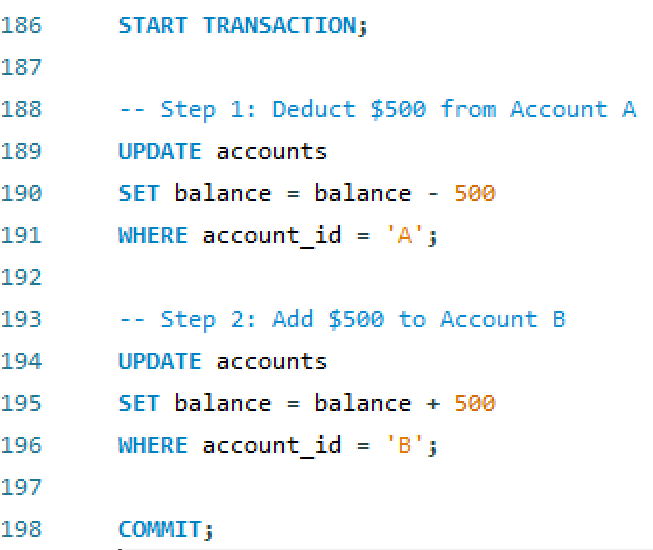 186 START TRANSACTION;
187
188 -- Step 1: Deduct $500 from Account A
189 UPDATE accounts
190 SET balance = balance - 500
191 WHERE account_id = 'A';
192
193 -- Step 2: Add $500 to Account B
194 UPDATE accounts
195 SET balance = balance + 500
196 WHERE account_id = 'B';
197
198 COMMIT;